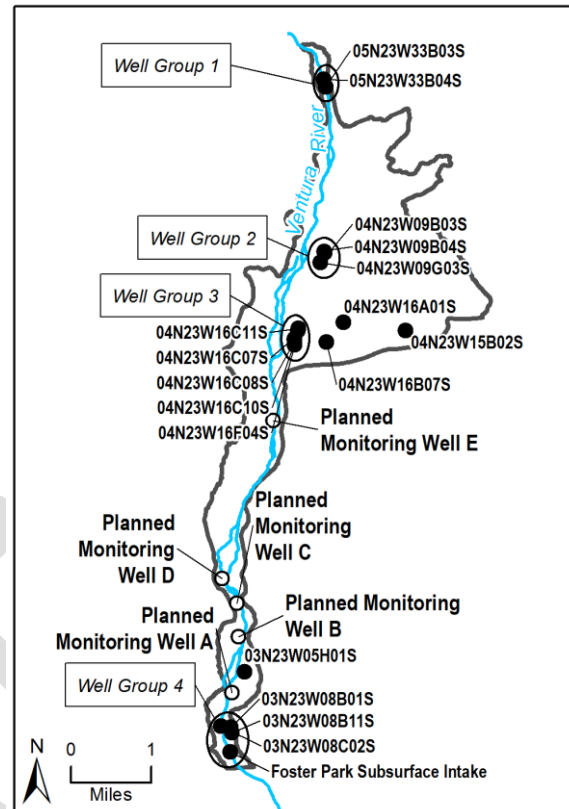 05N23W33B03S
Well Group 1
05N23W33B04S
Ventura River
04N23W09B03S
Well Group 2
04N23W09B04S
04N23W09G03S
Well Group 3
04N23W16A01S
04N23W16C11S
04N23W15B02S
04N23W16C07S
04N23W16C08S
04N23W16B07S
04N23W16C10S
04N23W16F04S
Planned
Monitoring Well E
Planned
Monitoring
Well C
Planned
Monitoring
Well D
Planned
Monitoring Well A
Planned Monitoring
Well B
03N23W05H01S
Well Group 4
03N23W08B01S
03N23W08B11S
03N23W08C02S
Foster Park Subsurface Intake
N
0 1
Miles